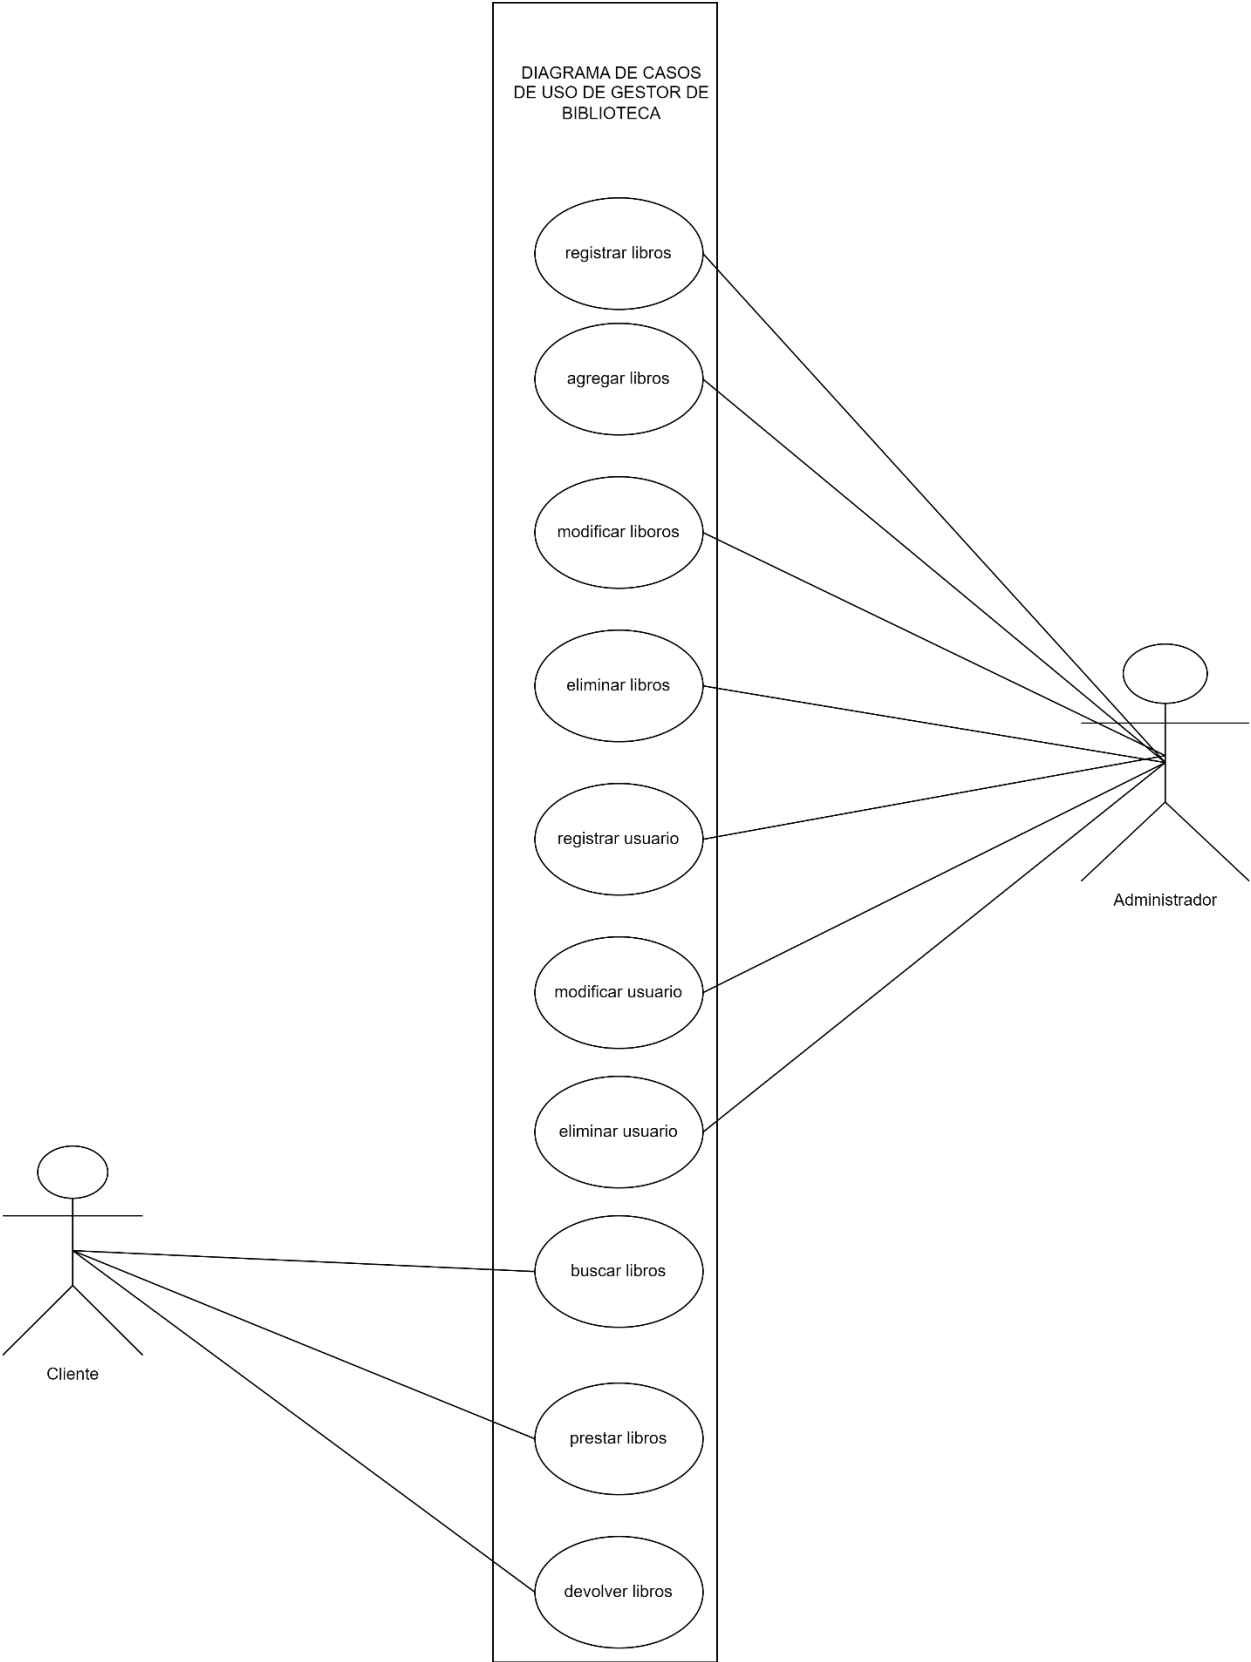 DIAGRAMA DE CASOS
DE USO DE GESTOR DE
BIBLIOTECA
registrar libros
agregar libros
modificar liboros
eliminar libros
registrar usuario
Administrador
modificar usuario
eliminar usuario
buscar libros
Cliente
prestar libros
devolver libros